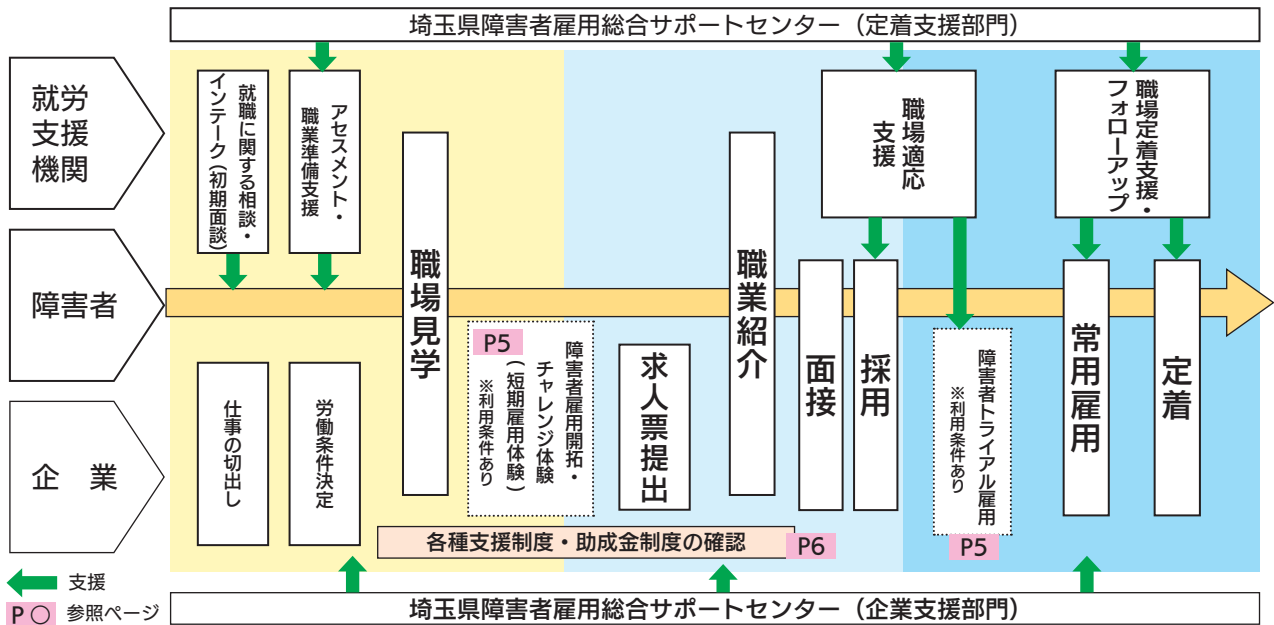 埼玉県障害者雇用総合サポートセンター（定着支援部門）
就労
支援
機関
就職に関する相談・
インテーク（初期面談）
アセスメント・
職業準備支援
職場適応
支援
職場定着支援・
フォローアップ
障害者
職場見学
職業紹介
面接
採用
常用雇用
定着
P5
障害者雇用開拓・
チャレンジ体験
（短期雇用体験）
※利用条件あり
求人票提出
障害者トライアル雇用
※利用条件あり
P5
企　業
仕事の切出し
労働条件決定
各種支援制度・助成金制度の確認
P6
支援
P〇 参照ページ
埼玉県障害者雇用総合サポートセンター（企業支援部門）